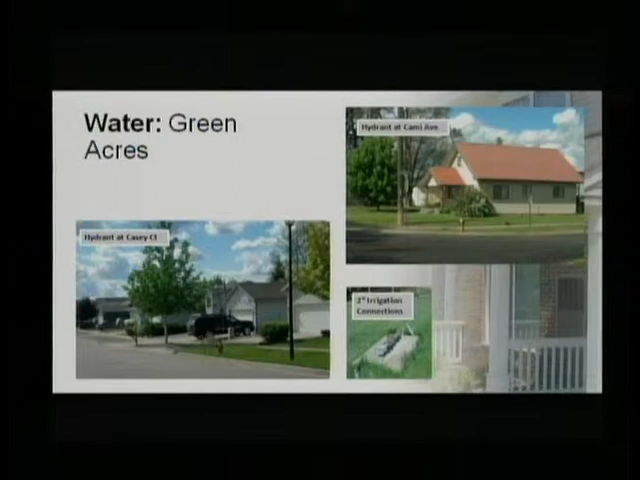 Water: Green
Acres
Hydrant at Cami Ave
Hydrant at Casey Ct
2" Irrigation
Connections